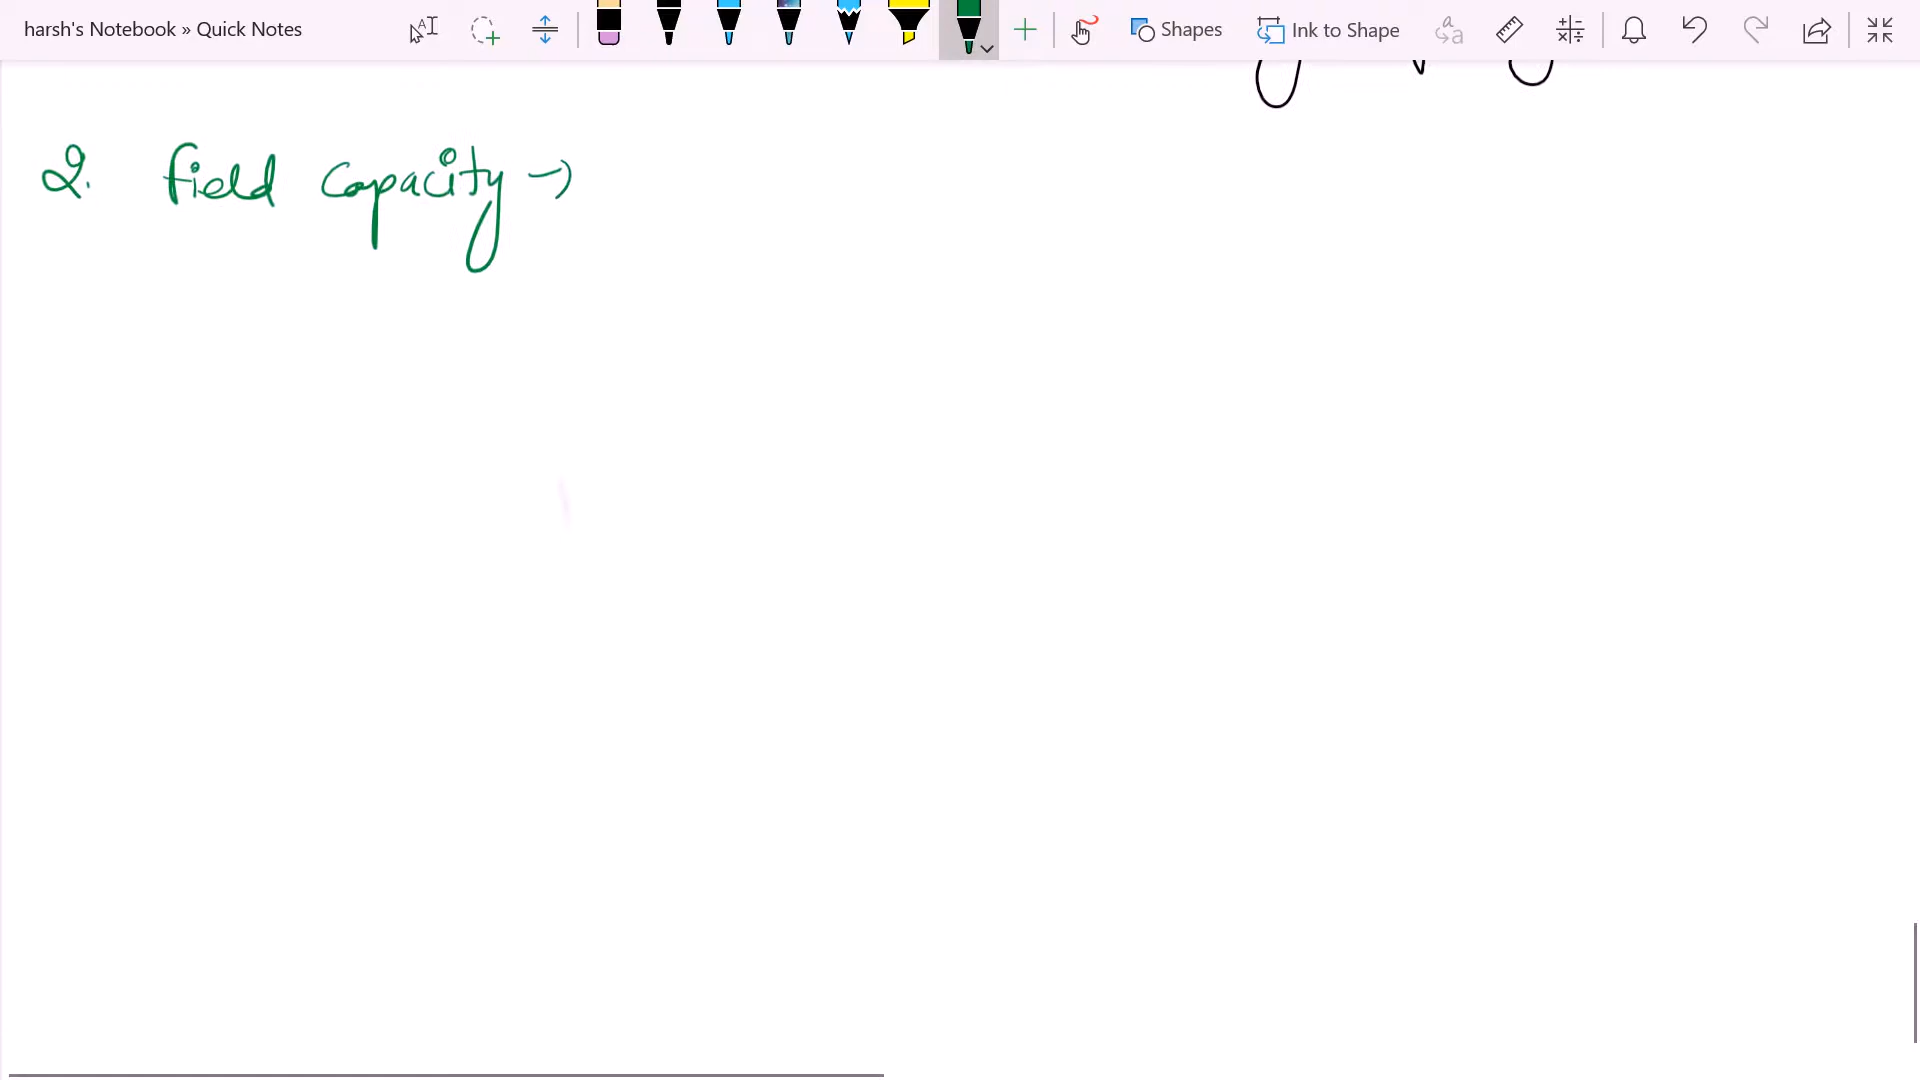 harsh's Notebook » Quick Notes
Shapes
Ink to Shape
2. field capacity →